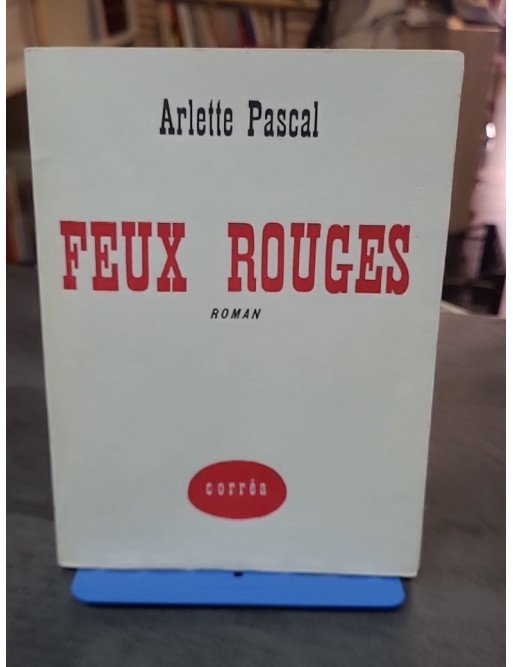 Arlette Pascal
FEUX ROUGES
ROMAN
corrêa